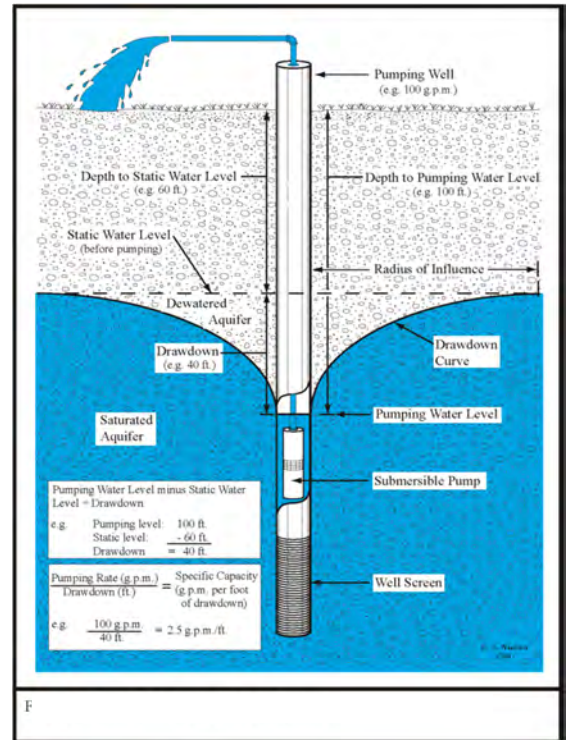 Pumping Well
(e.g. 100 g.p.m.)
Depth to Static Water Level
(e.g. 60 ft.)
Depth to Pumping Water Level
(e.g. 100 ft.)
Static Water Level
(before pumping)
Radius of Influence
Dewatered
Aquifer
Drawdown
(e.g. 40 ft.)
Drawdown
Curve
Pumping Water Level
Saturated
Aquifer
Submersible Pump
Pumping Water Level minus Static Water
Level = Drawdown
e.g. Pumping level: 100 ft.
Static level: - 60 ft.
Drawdown = 40 ft.
Well Screen
Pumping Rate (g.p.m.)
Drawdown (ft.)
= Specific Capacity
(g.p.m. per foot
of drawdown)
e.g. 100 g.p.m.
40 ft.
= 2.5 g.p.m./ft.
F